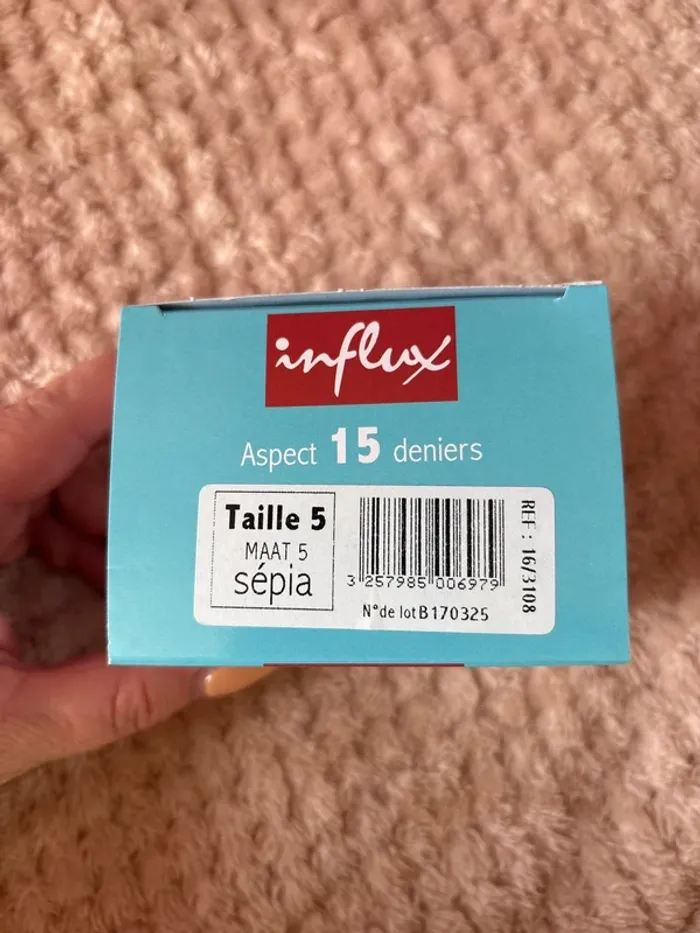 influx
Aspect 15 deniers
Taille 5
MAAT 5
sépia
3 257985 006979
N° de lot B170325
REF : 16/3108